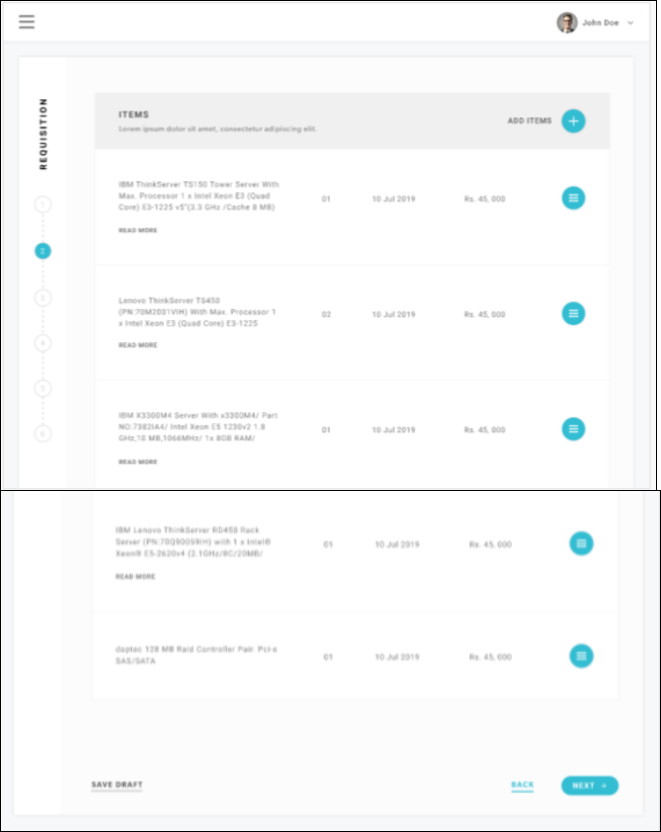 John Doe
REQUISITION
1
2
3
4
5
6
ITEMS
Lorem ipsum dolor sit amet, consectetur adipiscing elit.
ADD ITEMS
IBM ThinkServer TS150 Tower Server With
Max. Processor 1 x Intel Xeon E3 (Quad
Core) E3-1225 v5"(3.3 GHz /Cache 8 MB)
READ MORE
01
10 Jul 2019
Rs. 45, 000
Lenovo ThinkServer TS450
(PN:70M2001VIH) With Max. Processor 1
x Intel Xeon E3 (Quad Core) E3-1225
READ MORE
02
10 Jul 2019
Rs. 45, 000
IBM X3300M4 Server With x3300M4/ Part
NO:7382IA4/ Intel Xeon E5 1230v2 1.8
GHz,10 MB,1066MHz/ 1x 8GB RAM/
READ MORE
01
10 Jul 2019
Rs. 45, 000
IBM Lenovo ThinkServer RD450 Rack
Server with 1 x Intel®
Xeon® E5-2620v4 (2.1GHz/8C/20MB/
READ MORE
01
10 Jul 2019
Rs. 45, 000
daptec 128 MB Raid Controller Pair. Pci-e
SAS/SATA
01
10 Jul 2019
Rs. 45, 000
SAVE DRAFT
BACK
NEXT →